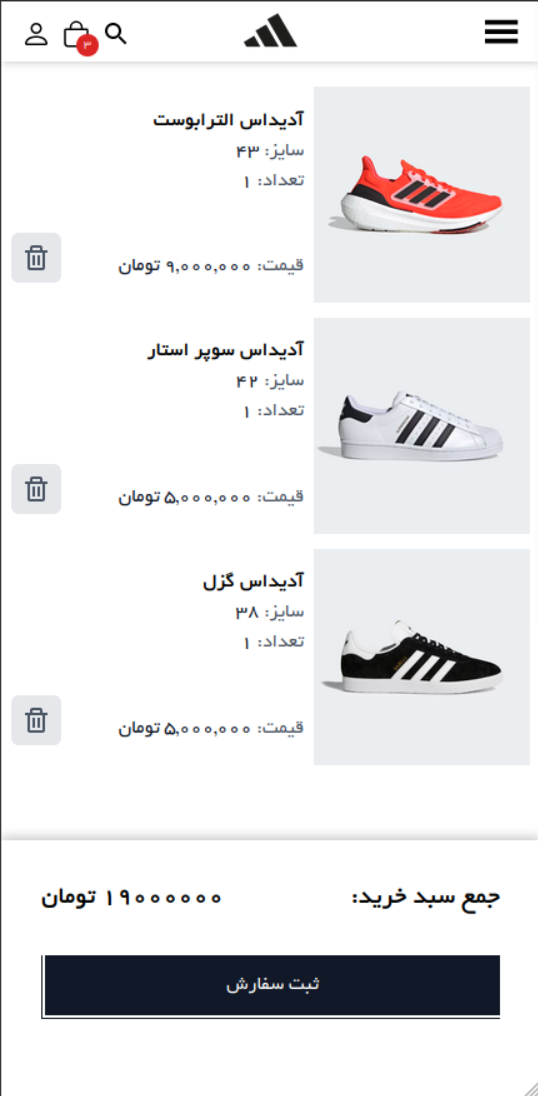 ۳
آدیداس الترابوست
سایز: ۴۳
تعداد: ۱
قیمت: ۹,۰۰۰,۰۰۰ تومان
آدیداس سوپر استار
سایز: ۴۲
تعداد: ۱
قیمت: ۵,۰۰۰,۰۰۰ تومان
آدیداس گزل
سایز: ۳۸
تعداد: ۱
قیمت: ۵,۰۰۰,۰۰۰ تومان
جمع سبد خرید: ۱۹۰۰۰۰۰۰ تومان
ثبت سفارش